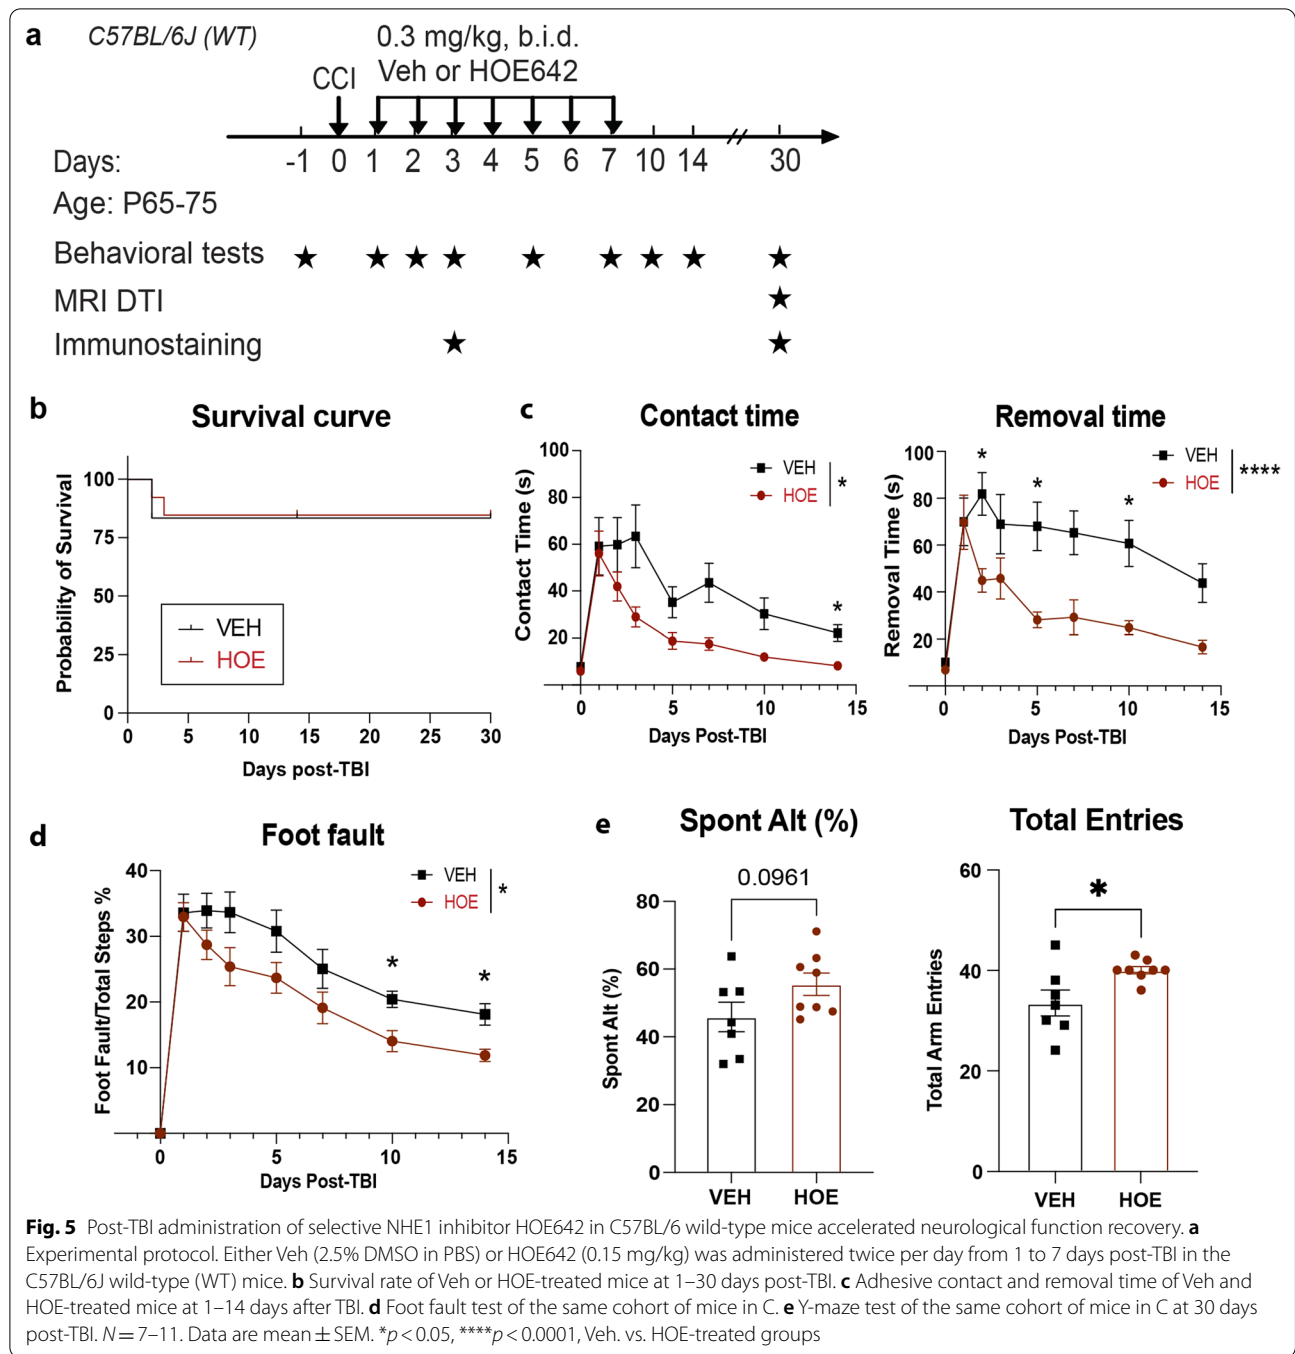 a C57BL/6J (WT) 0.3 mg/kg, b.i.d.
CCI Veh or HOE642
Days: -1 0 1 2 3 4 5 6 7 10 14 30
Age: P65-75
Behavioral tests ★ ★ ★ ★ ★ ★ ★ ★ ★
MRI DTI ★
Immunostaining ★ ★
b Survival curve
Probability of Survival
100
75
50
25
0
VEH
HOE
0 5 10 15 20 25 30
Days post-TBI
c Contact time
Contact Time (s)
100
80
60
40
20
VEH
HOE
*
*
0 5 10 15
Days Post-TBI
Removal time
Removal Time (s)
100
80
60
40
20
* * *
VEH
HOE
****
0 5 10 15
Days Post-TBI
d Foot fault
Foot Fault/Total Steps %
40
30
20
10
VEH
HOE
*
* *
0 5 10 15
Days Post-TBI
e Spont Alt (%)
0.0961
Spont Alt (%)
80
60
40
20
0
VEH HOE
Total Entries
*
Total Arm Entries
60
40
20
0
VEH HOE
Fig. 5 Post-TBI administration of selective NHE1 inhibitor HOE642 in C57BL/6 wild-type mice accelerated neurological function recovery. a
Experimental protocol. Either Veh (2.5% DMSO in PBS) or HOE642 (0.15 mg/kg) was administered twice per day from 1 to 7 days post-TBI in the
C57BL/6J wild-type (WT) mice. b Survival rate of Veh or HOE-treated mice at 1–30 days post-TBI. c Adhesive contact and removal time of Veh and
HOE-treated mice at 1–14 days after TBI. d Foot fault test of the same cohort of mice in C. e Y-maze test of the same cohort of mice in C at 30 days
post-TBI. N = 7–11. Data are mean ± SEM. *p < 0.05, ****p < 0.0001, Veh. vs. HOE-treated groups